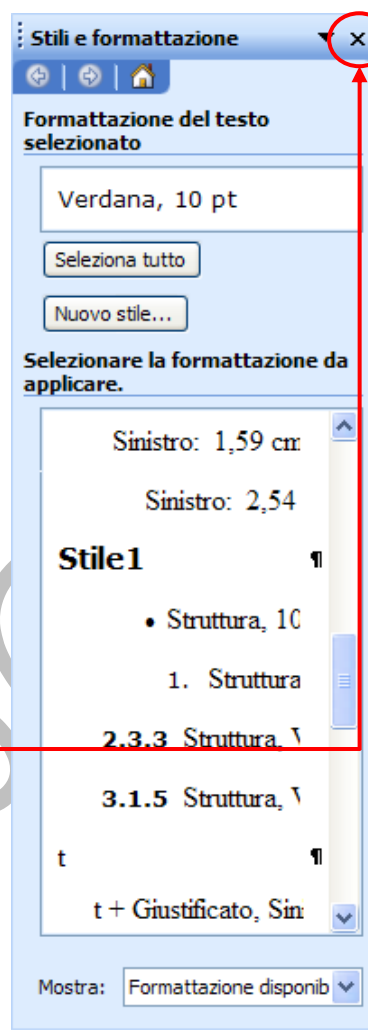 Stili e formattazione
Formattazione del testo
selezionato
Verdana, 10 pt
Seleziona tutto
Nuovo stile...
Selezionare la formattazione da
applicare.
Sinistro: 1,59 cm
Sinistro: 2,54
Stile1 ¶
• Struttura, 10
1. Struttura
2.3.3 Struttura, V
3.1.5 Struttura, V
t ¶
t + Giustificato, Sin
Mostra: Formattazione disponib